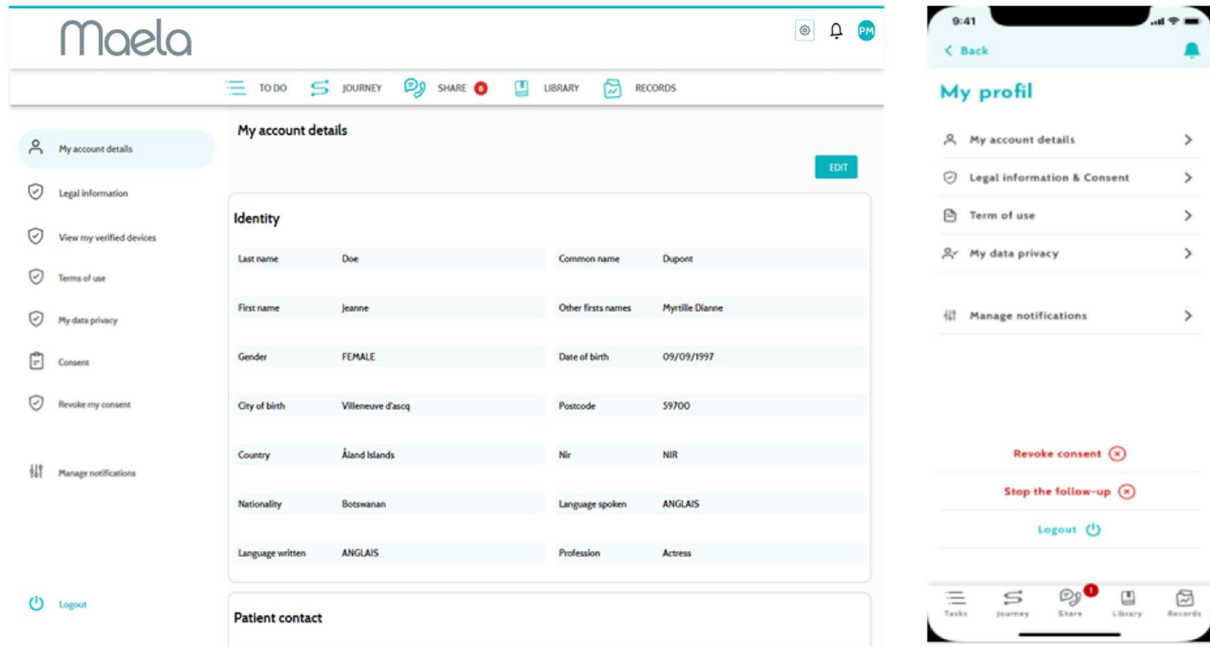 Maela
PM
TO DO
JOURNEY
SHARE 8
LIBRARY
RECORDS
My account details
Legal information
View my verified devices
Terms of use
My data privacy
Consent
Revoke my consent
Manage notifications
Logout
My account details
EDIT
Identity
Last name Doe Common name Dupont
First name Jeanne Other firsts names Myrtille Dianne
Gender FEMALE Date of birth 09/09/1997
City of birth Villeneuve d'ascq Postcode 59700
Country Åland Islands Nir NIR
Nationality Botswanan Language spoken ANGLAIS
Language written ANGLAIS Profession Actress
Patient contact
9:41
Back
My profil
My account details
Legal information & Consent
Term of use
My data privacy
Manage notifications
Revoke consent
Stop the follow-up
Logout
1
Tasks Journey Share Library Records